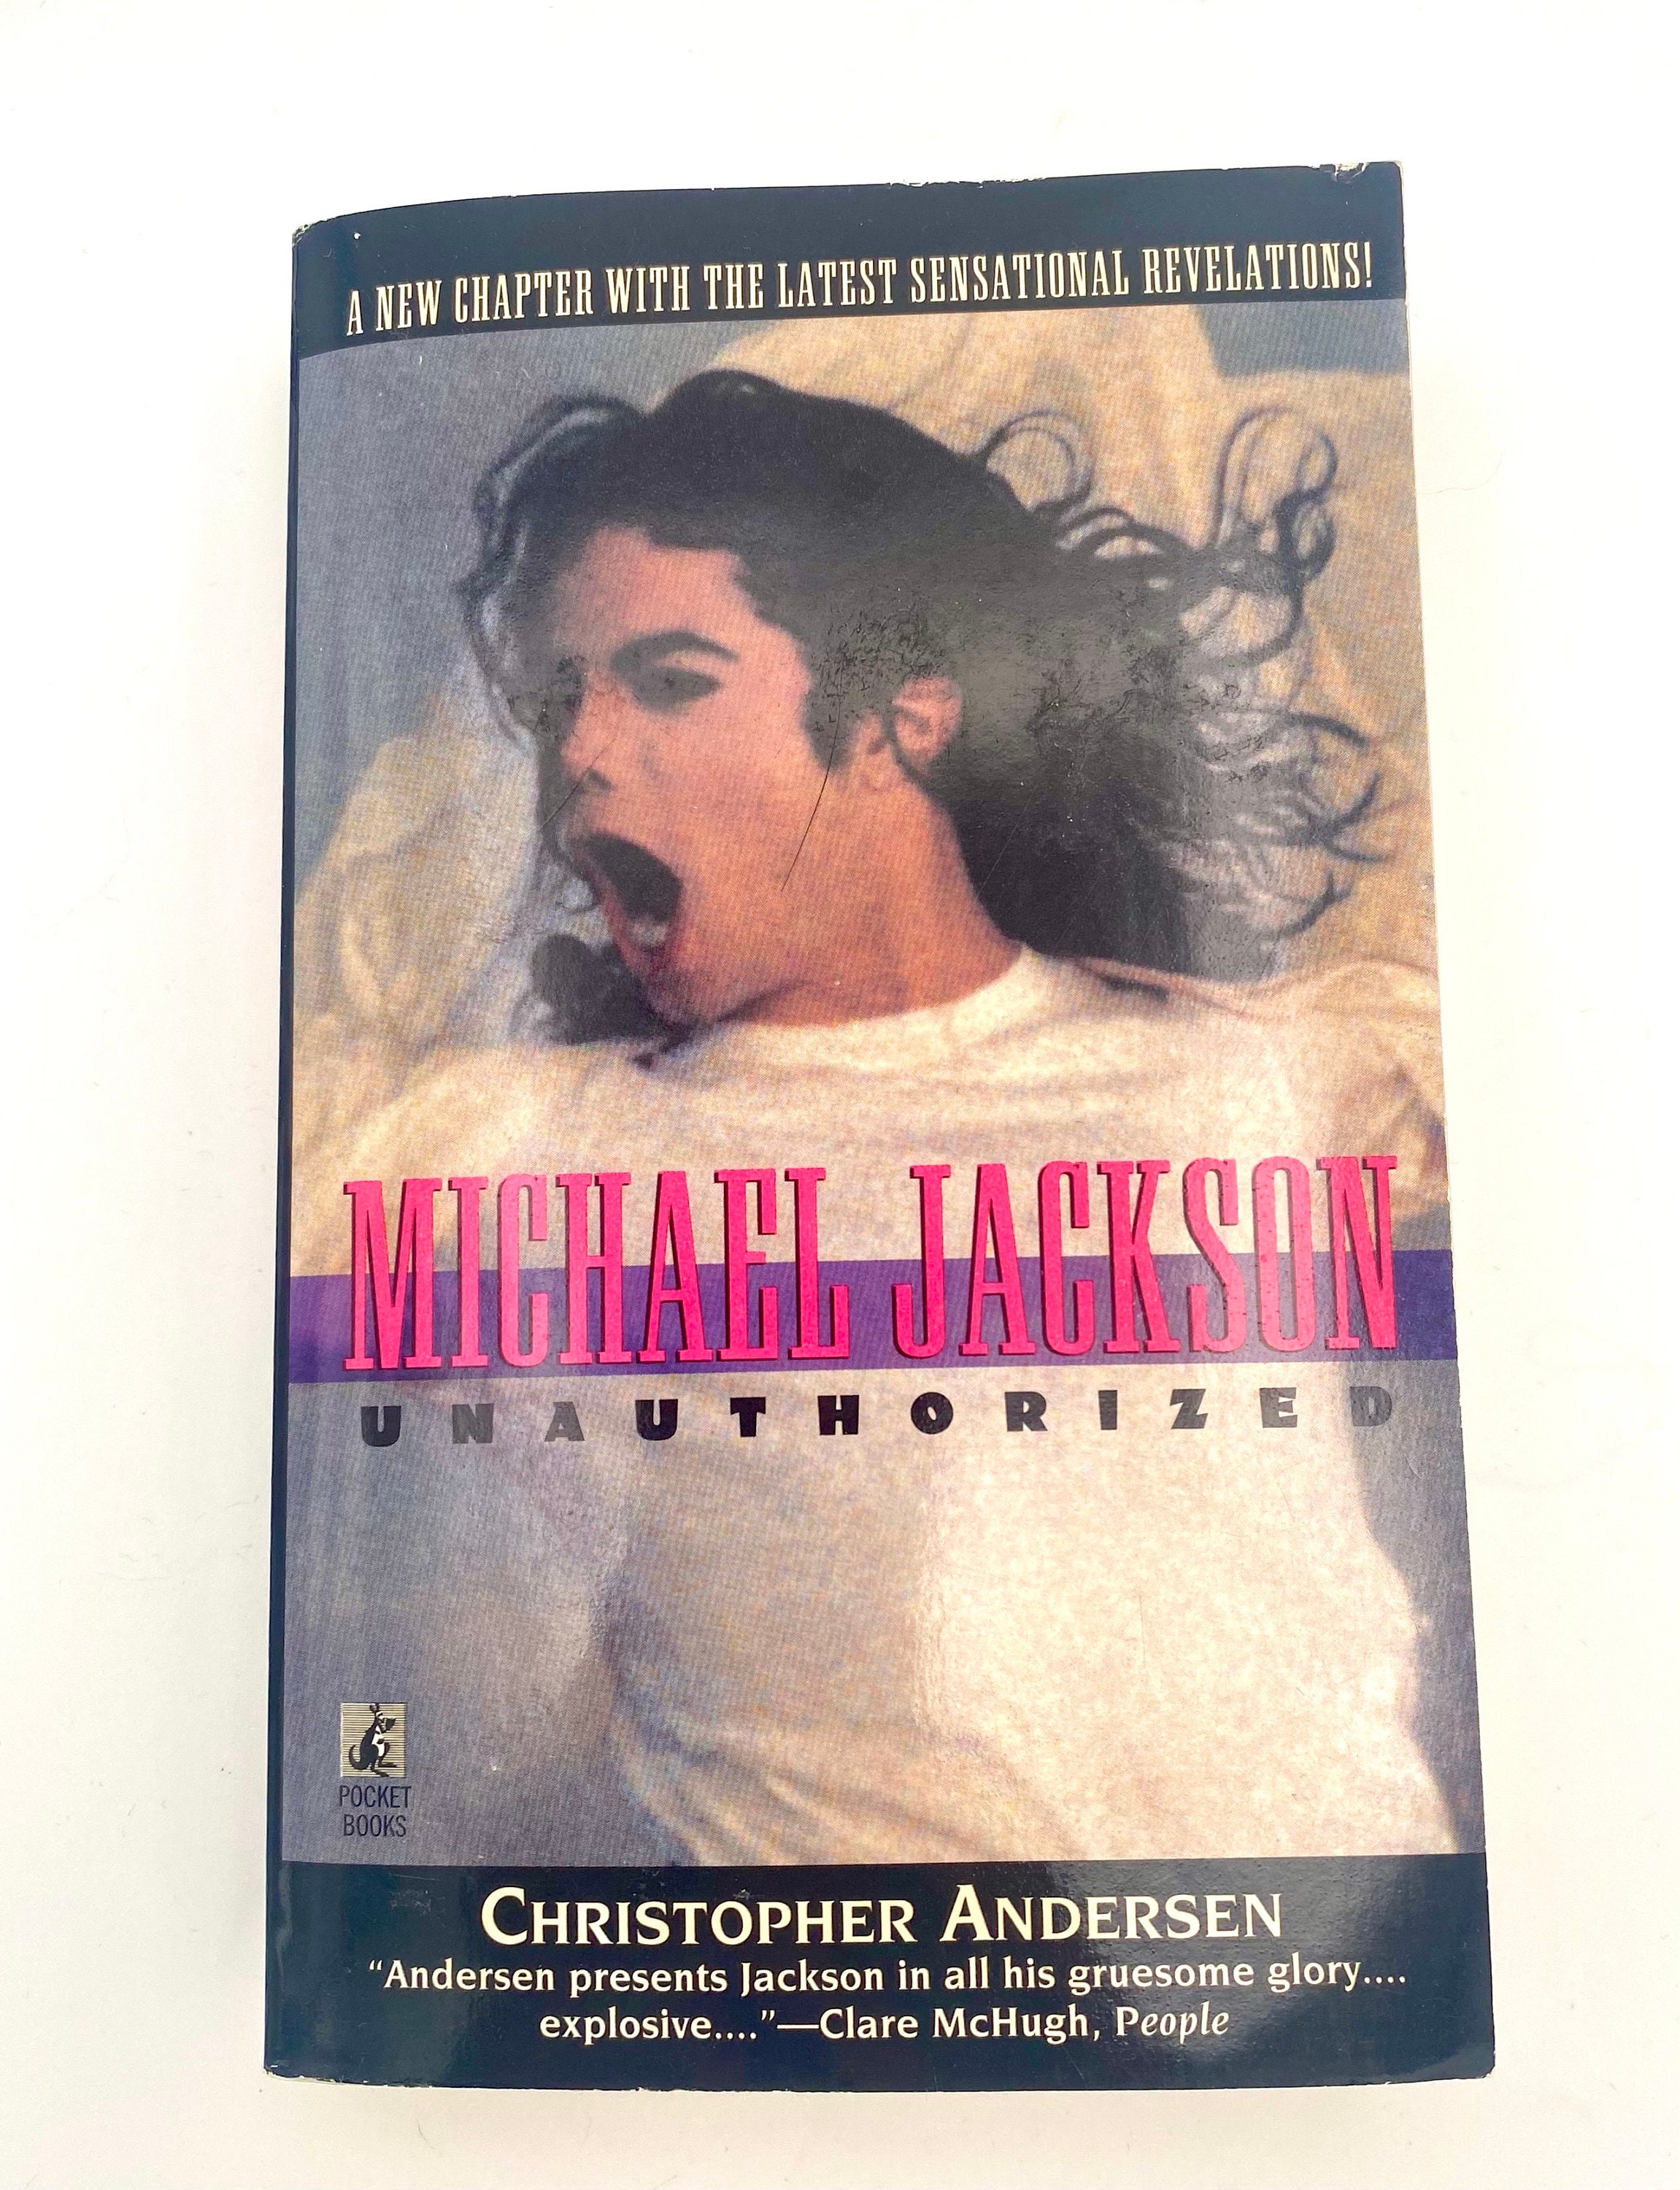 A NEW CHAPTER WITH THE LATEST SENSATIONAL REVELATIONS!
MICHAEL JACKSON
UNAUTHORIZED
POCKET
BOOKS
CHRISTOPHER ANDERSEN
“Andersen presents Jackson in all his gruesome glory....
explosive....”—Clare McHugh, People